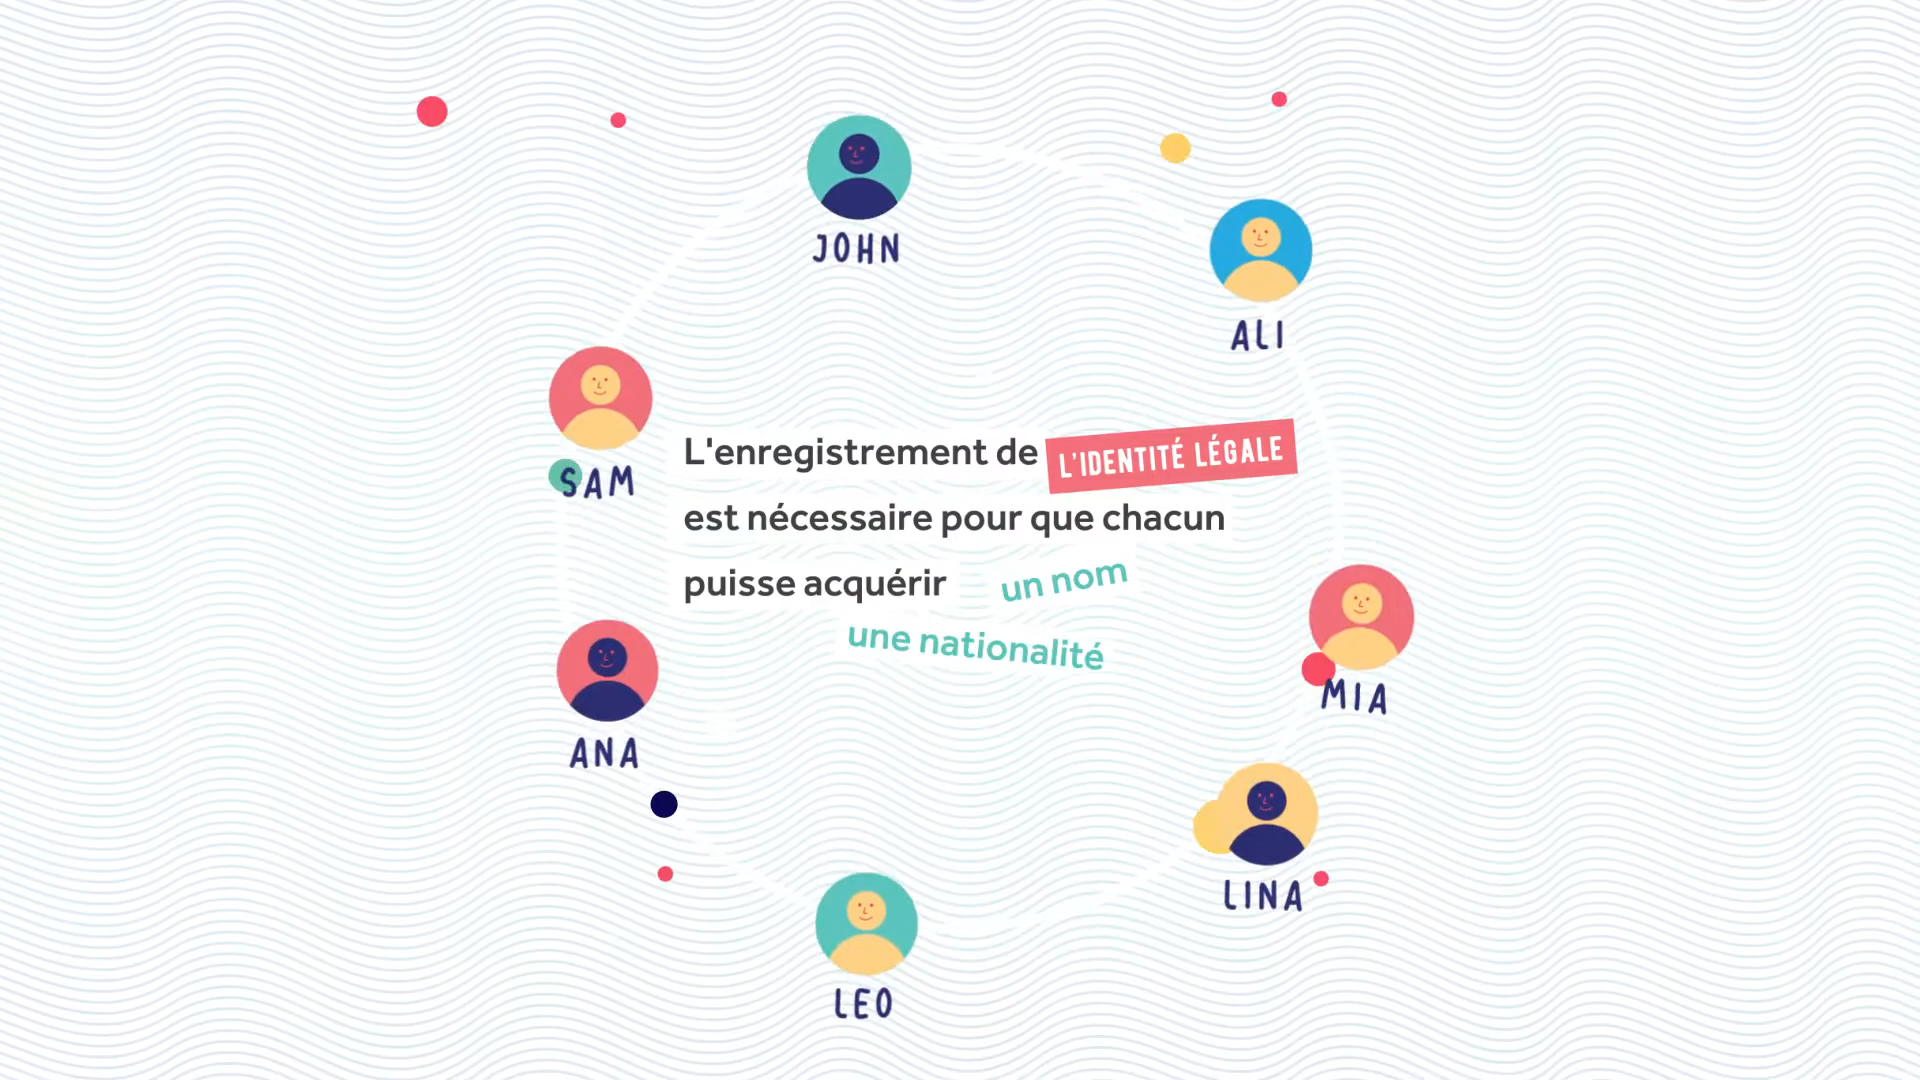 JOHN
ALI
SAM
L'enregistrement de L'IDENTITÉ LÉGALE
est nécessaire pour que chacun
puisse acquérir un nom
une nationalité
MIA
ANA
LINA
LEO